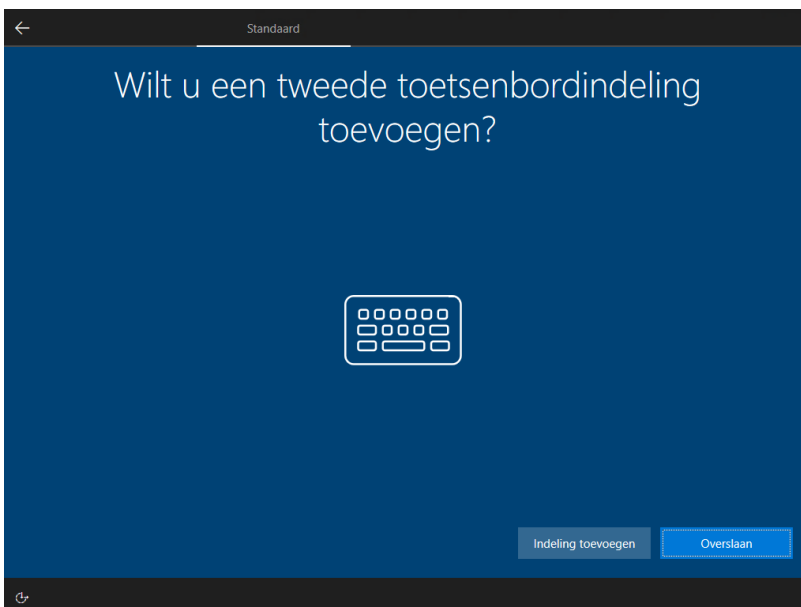 Standaard
Wilt u een tweede toetsenbordindeling
toevoegen?
Indeling toevoegen
Overslaan